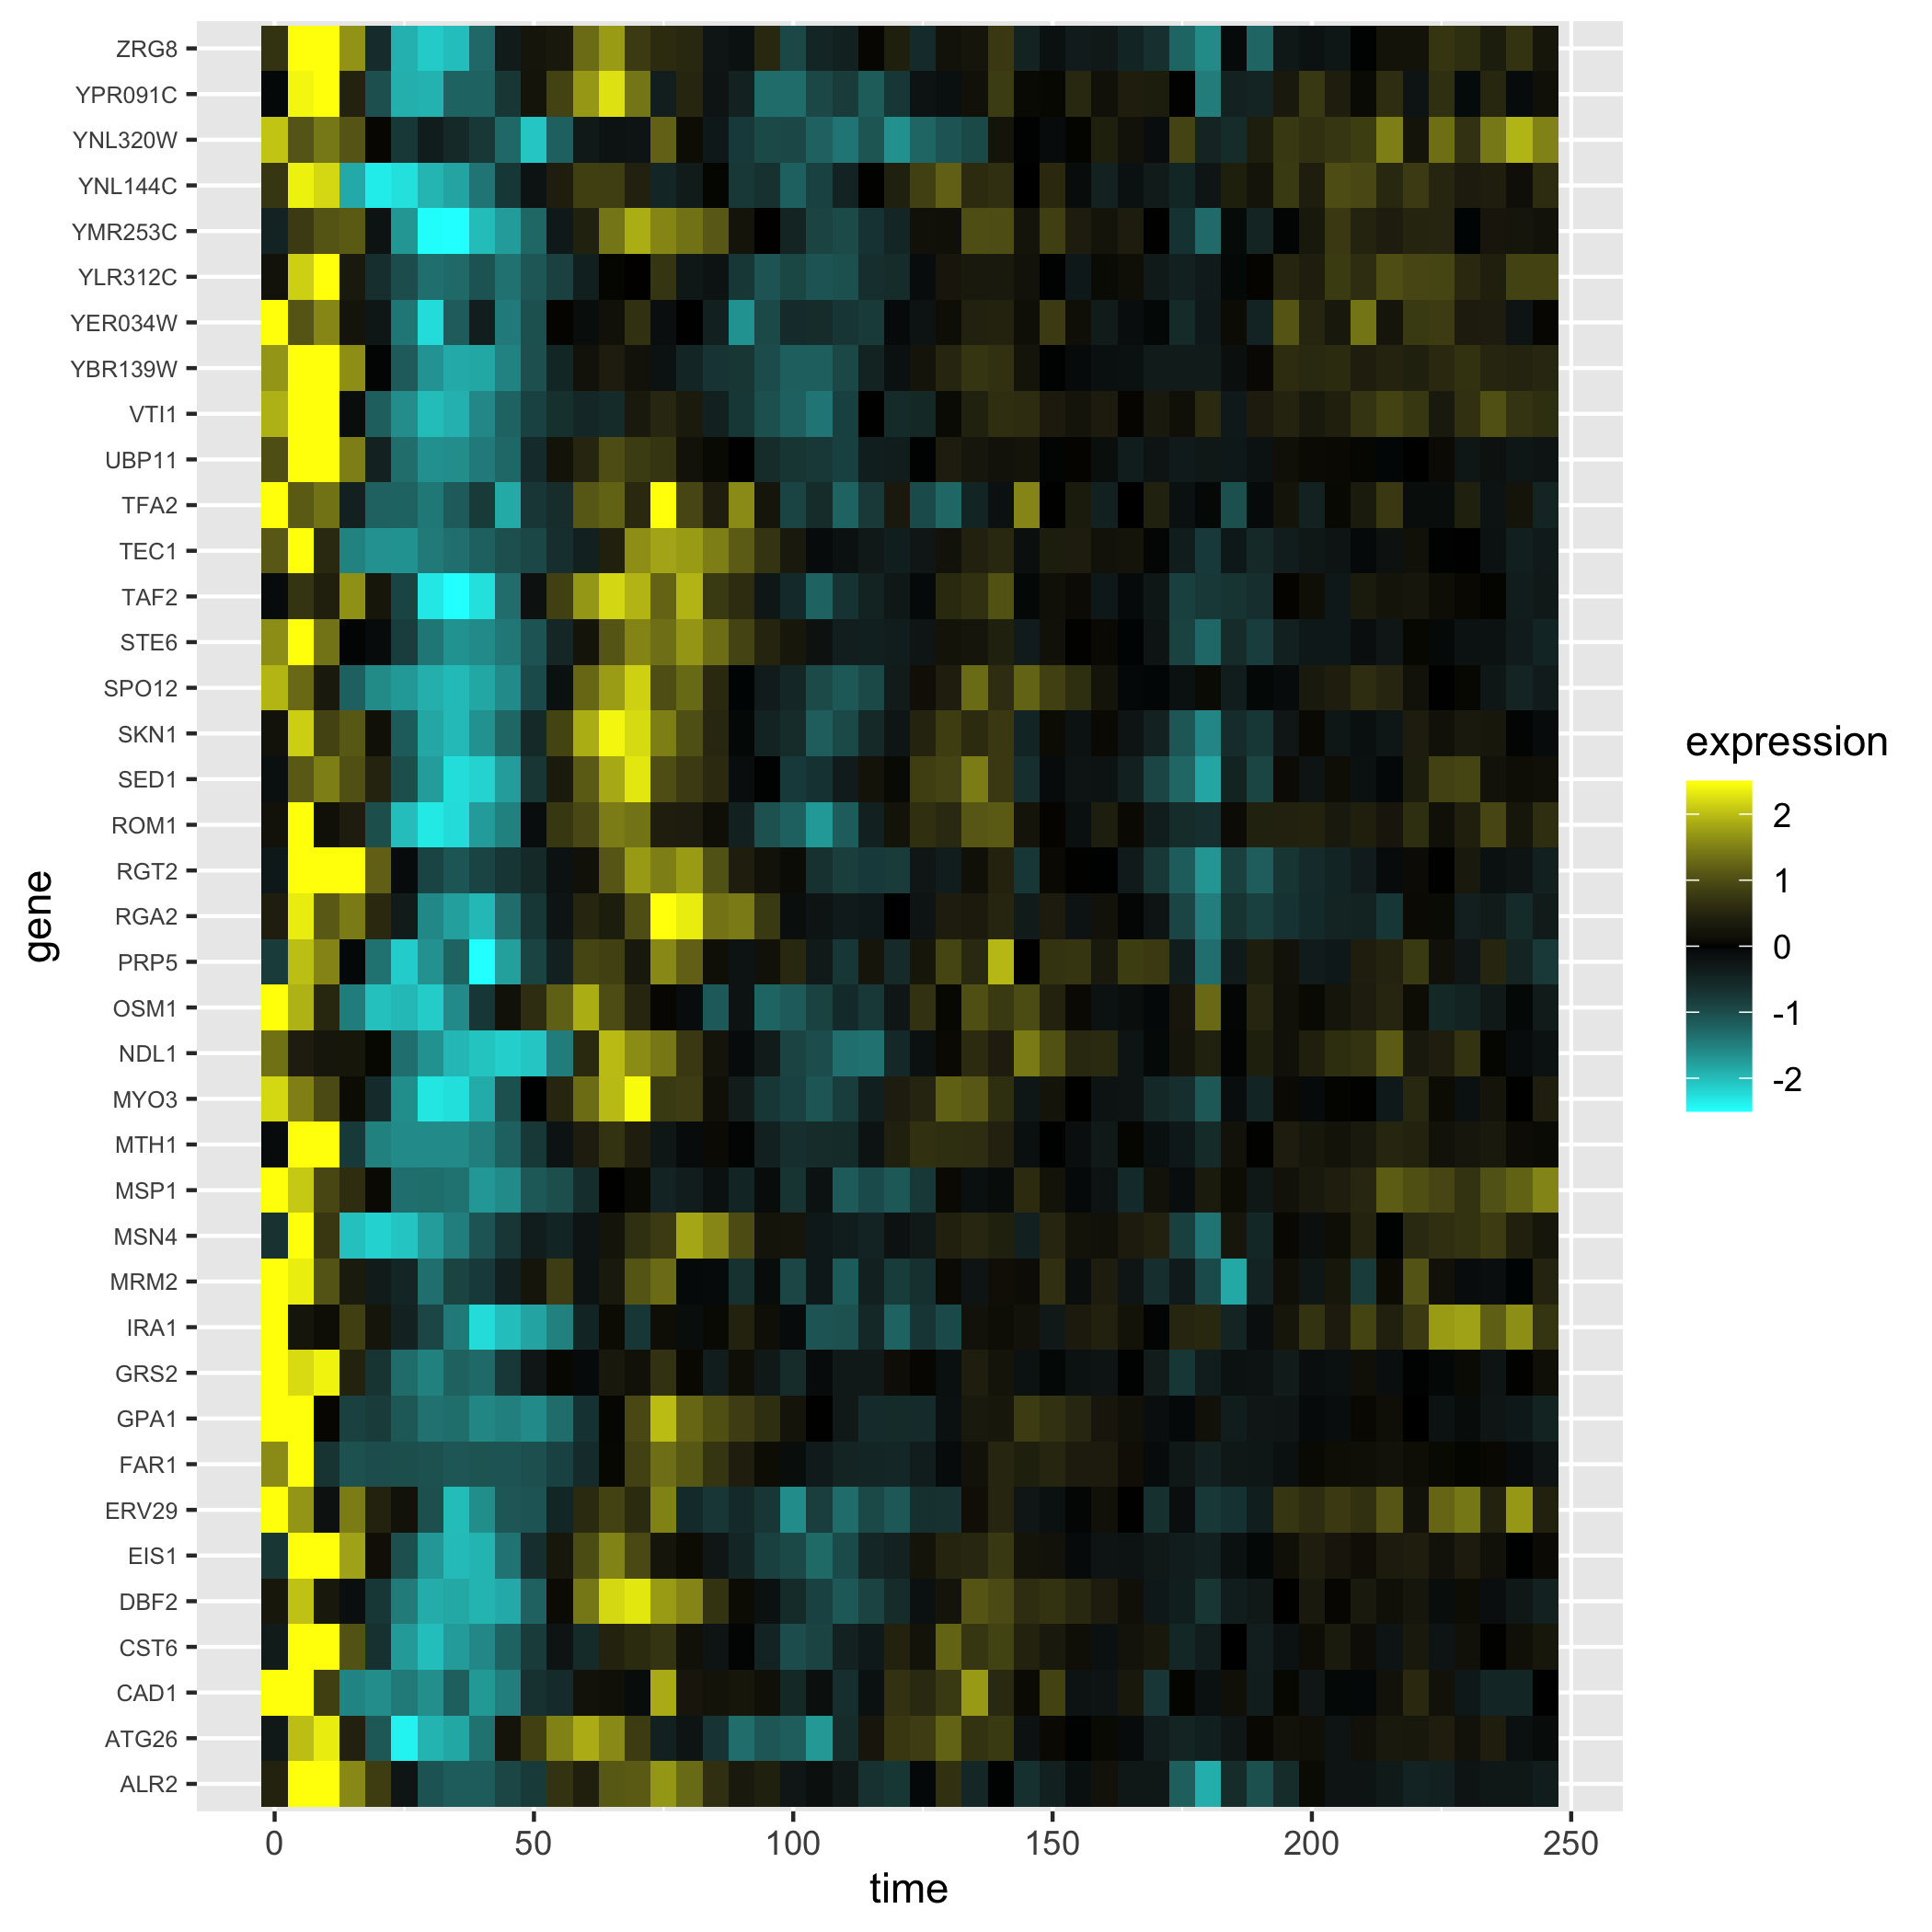 ZRG8
YPR091C
YNL320W
YNL144C
YMR253C
YLR312C
YER034W
YBR139W
VTI1
UBP11
TFA2
TEC1
TAF2
STE6
SPO12
SKN1
SED1
ROM1
RGT2
RGA2
PRP5
OSM1
NDL1
MYO3
MTH1
MSP1
MSN4
MRM2
IRA1
GRS2
GPA1
FAR1
ERV29
EIS1
DBF2
CST6
CAD1
ATG26
ALR2
gene
0 50 100 150 200 250
time
expression
2
1
0
-1
-2